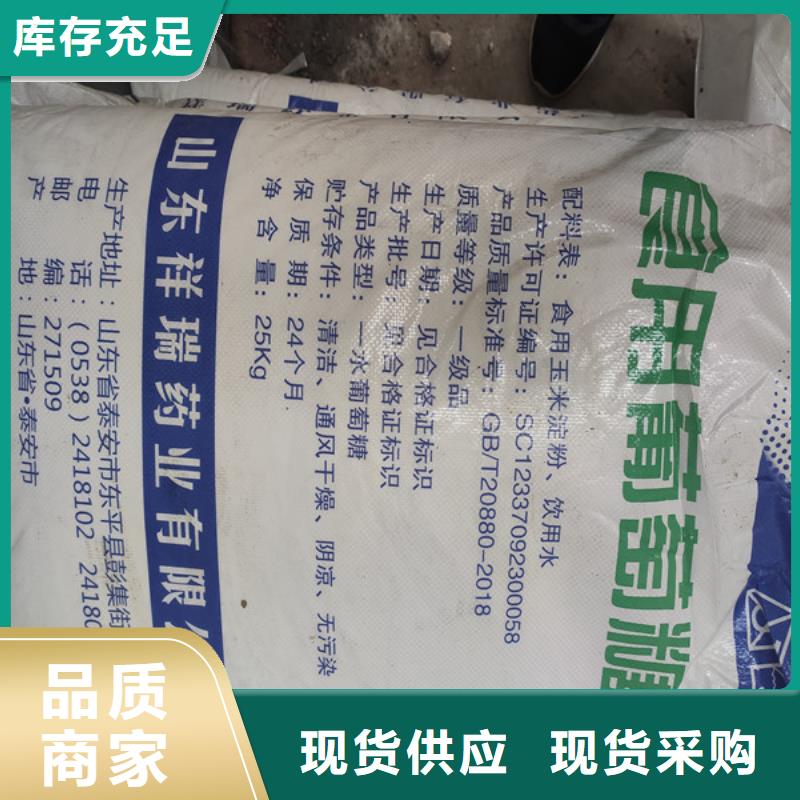 库存充足
食用葡萄糖
配料表：食用玉米淀粉、饮用水
生产许可证编号：SC12337092300058
产品质量标准号：GB/T20880-2018
质量等级：一级品
生产日期：见合格证标识
生产批号：见合格证标识
产品类型：一水葡萄糖
贮存条件：清洁、通风干燥、阴凉、无污染
保质期：24个月.
净含量：25Kg
山东祥瑞药业有限
生产地址：山东省泰安市东平县彭集街
电话：(0538) 2418102 2418
邮编：271509
产地：山东省·泰安市
品质
商家
现货供应 现货采购